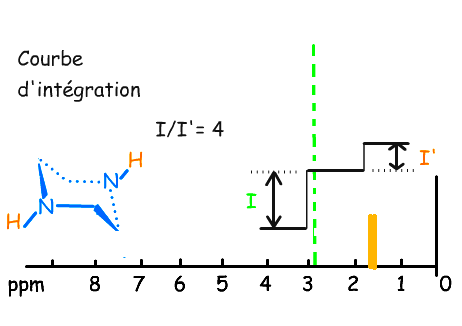 Courbe
d'intégration
I/I'= 4
H
N
I'
I
N
H
ppm 8 7 6 5 4 3 2 1 0